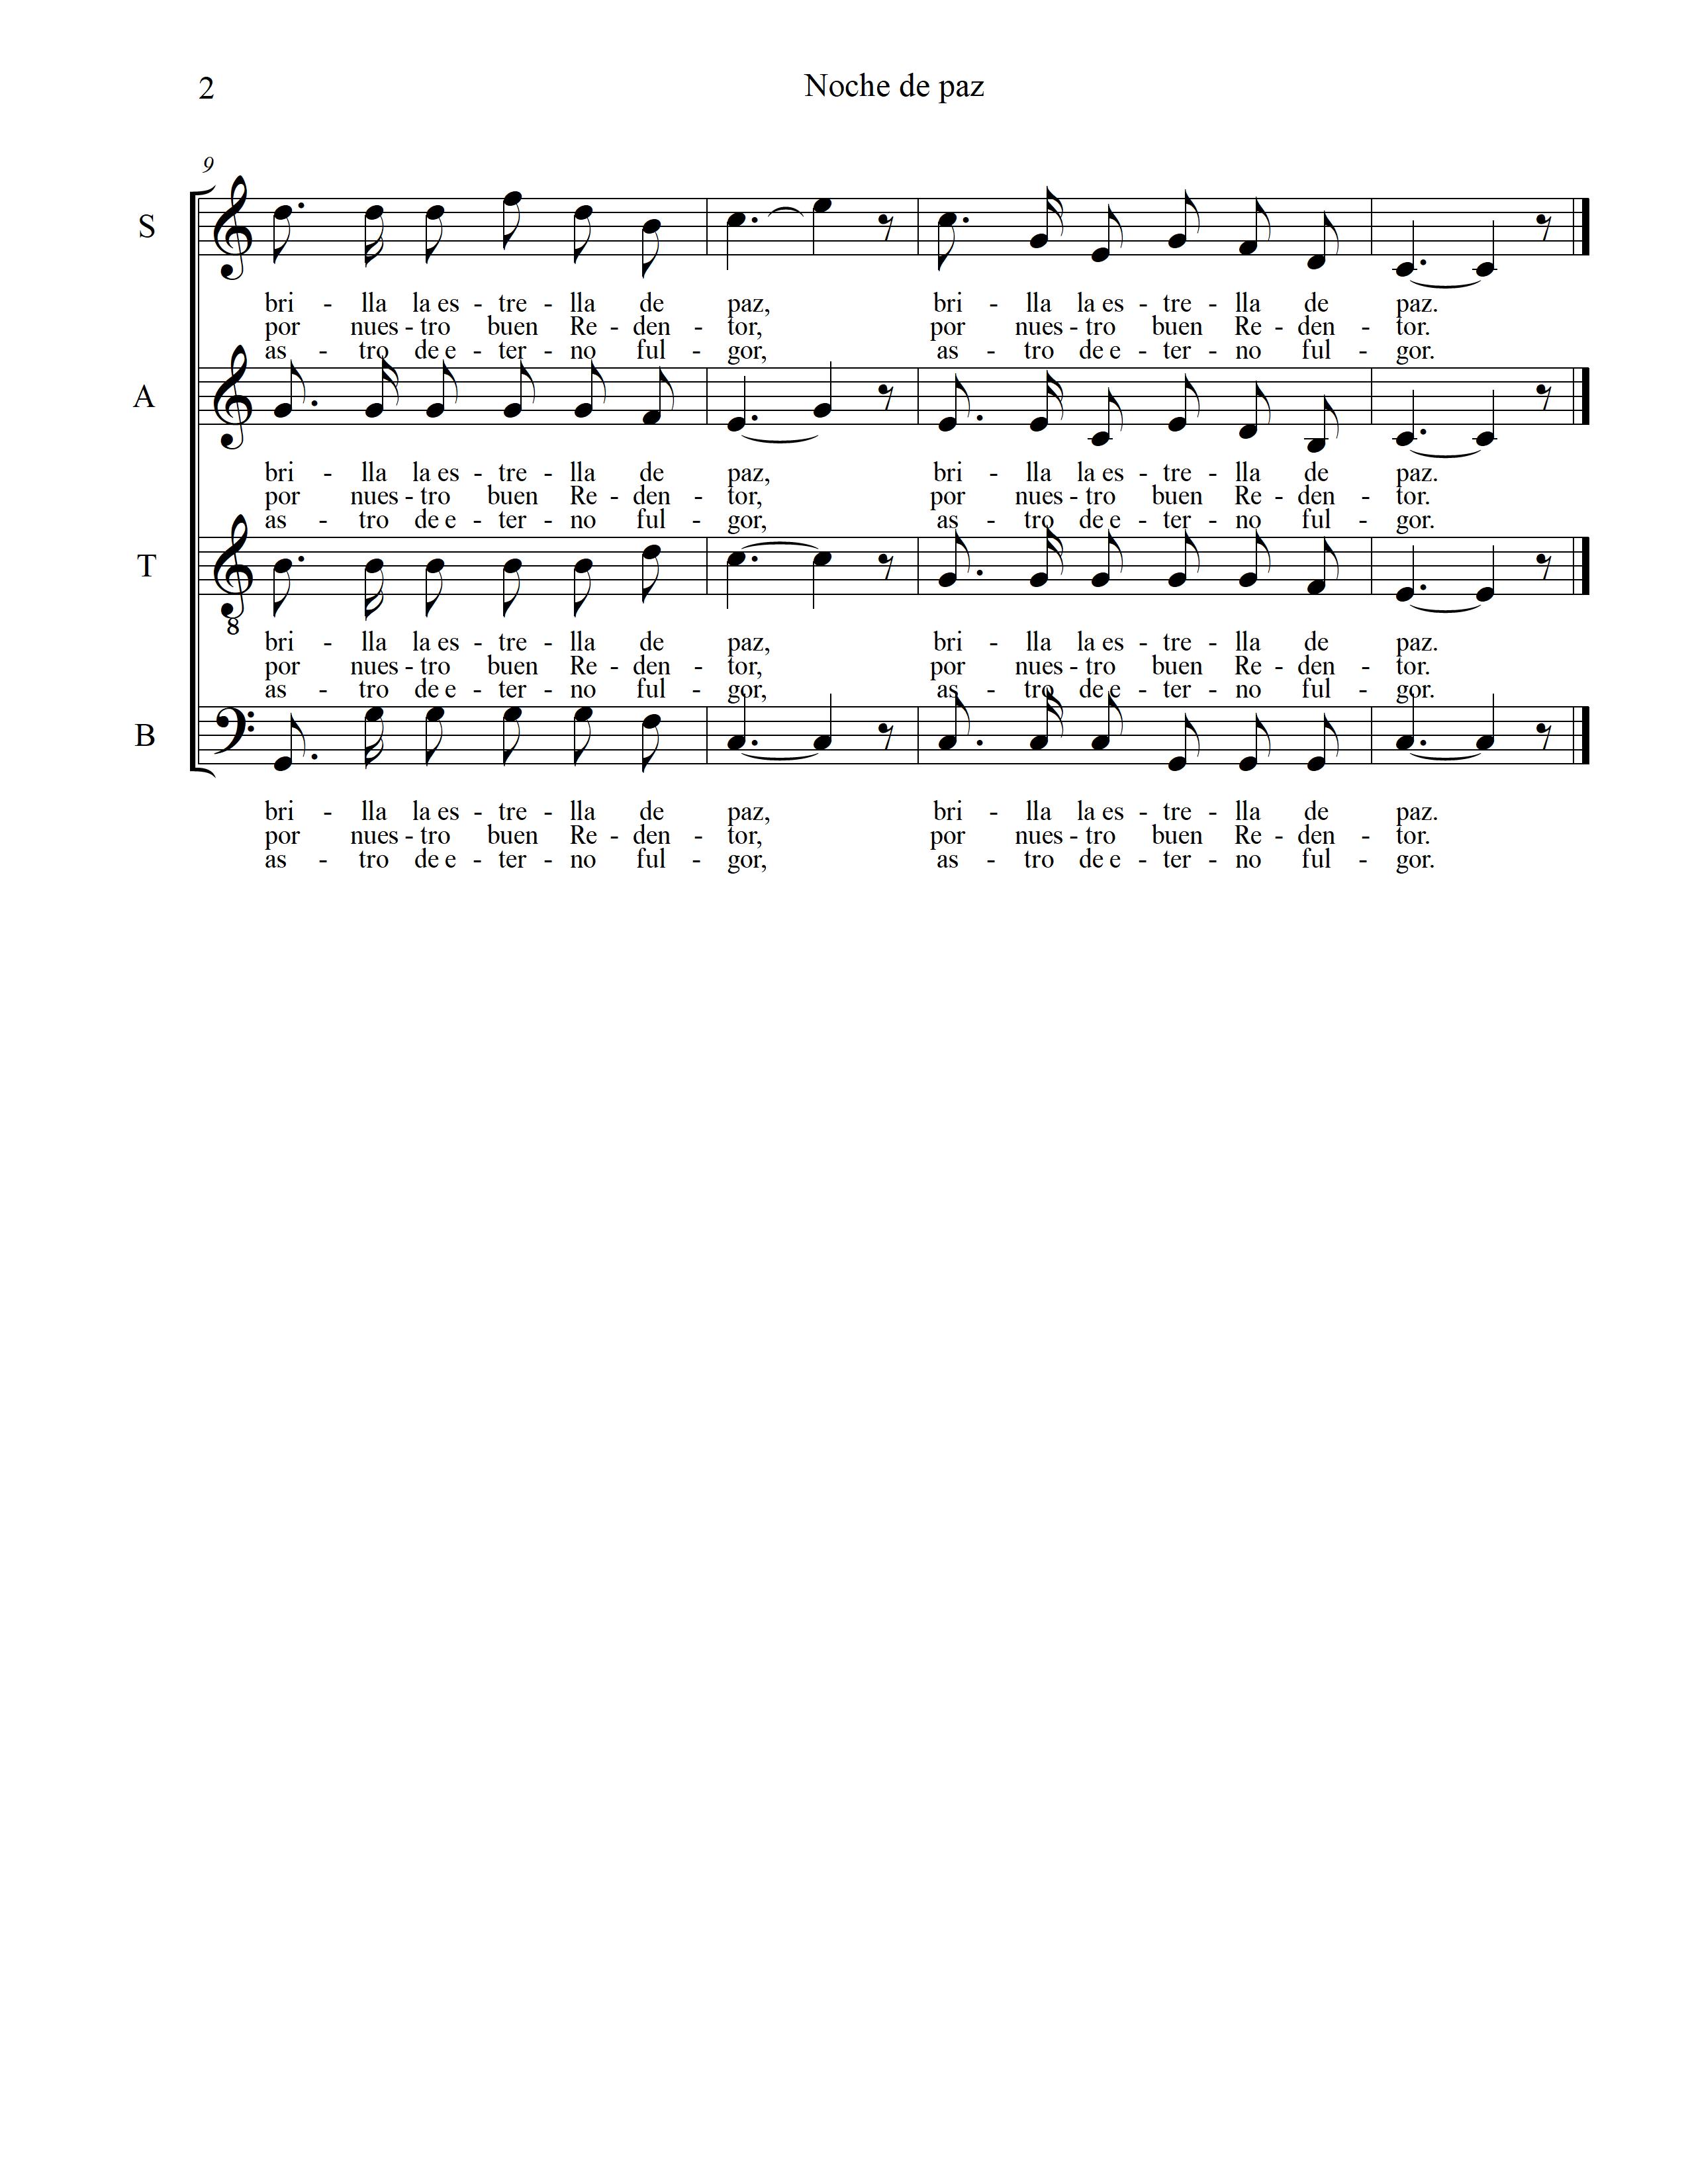 2
Noche de paz
9
S
bri - lla la es - tre - lla de paz, bri - lla la es - tre - lla de paz.
por nues - tro buen Re - den - tor, por nues - tro buen Re - den - tor.
as - tro de e - ter - no ful - gor, as - tro de e - ter - no ful - gor.
A
bri - lla la es - tre - lla de paz, bri - lla la es - tre - lla de paz.
por nues - tro buen Re - den - tor, por nues - tro buen Re - den - tor.
as - tro de e - ter - no ful - gor, as - tro de e - ter - no ful - gor.
T
8
bri - lla la es - tre - lla de paz, bri - lla la es - tre - lla de paz.
por nues - tro buen Re - den - tor, por nues - tro buen Re - den - tor.
as - tro de e - ter - no ful - gor, as - tro de e - ter - no ful - gor.
B
bri - lla la es - tre - lla de paz, bri - lla la es - tre - lla de paz.
por nues - tro buen Re - den - tor, por nues - tro buen Re - den - tor.
as - tro de e - ter - no ful - gor, as - tro de e - ter - no ful - gor.